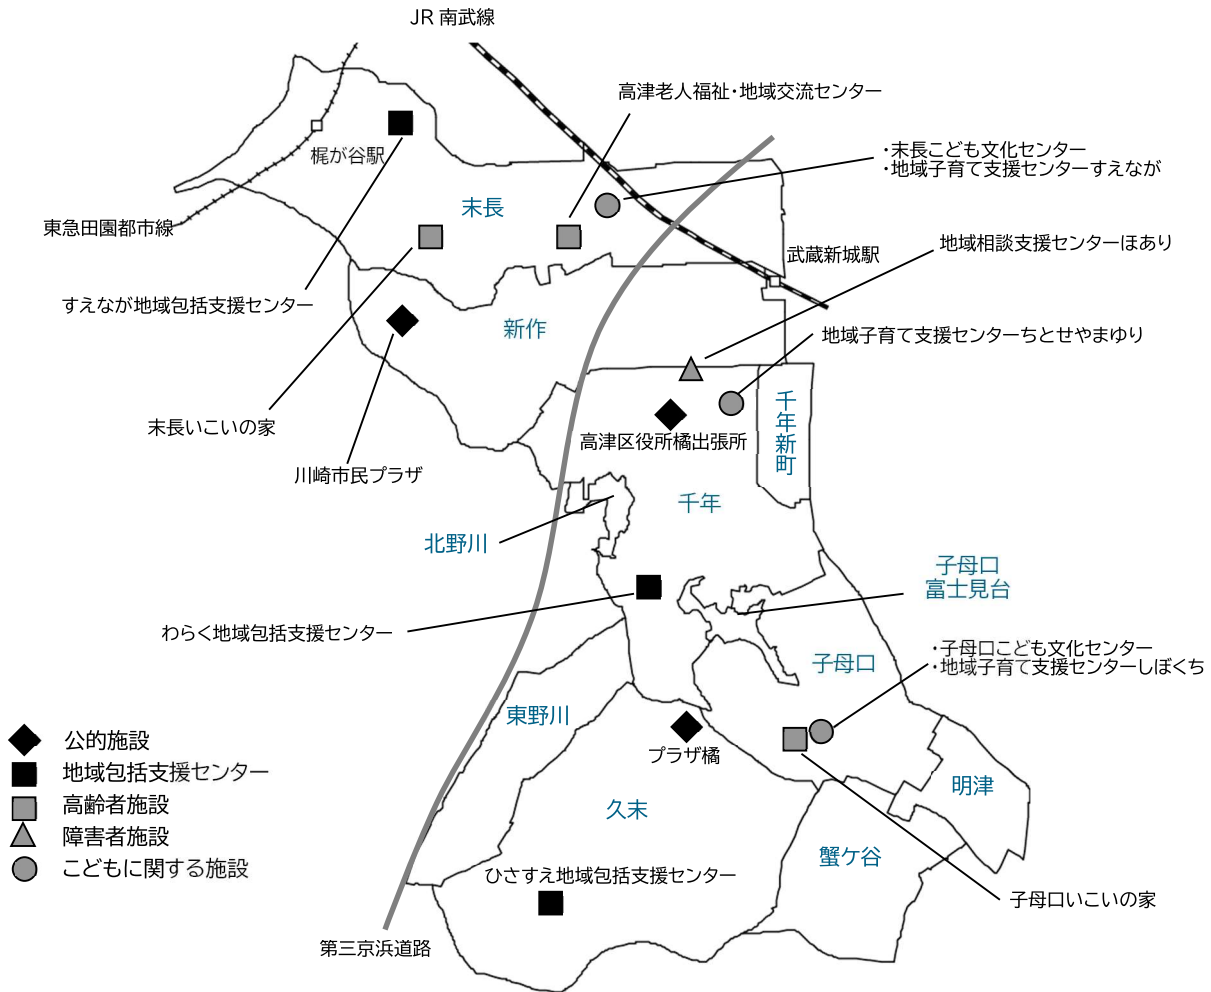 JR 南武線
高津老人福祉・地域交流センター
・末長こども文化センター
・地域子育て支援センターすえなが
梶が谷駅
末長
東急田園都市線
地域相談支援センターほあり
武蔵新城駅
すえなが地域包括支援センター
新作
地域子育て支援センターちとせやまゆり
千年新町
末長いこいの家
高津区役所橘出張所
川崎市民プラザ
千年
北野川
子母口
富士見台
わらく地域包括支援センター
・子母口こども文化センター
・地域子育て支援センターしぼくち
子母口
東野川
公的施設
プラザ橘
地域包括支援センター
明津
高齢者施設
久末
障害者施設
蟹ケ谷
こどもに関する施設
ひさすえ地域包括支援センター
子母口いこいの家
第三京浜道路